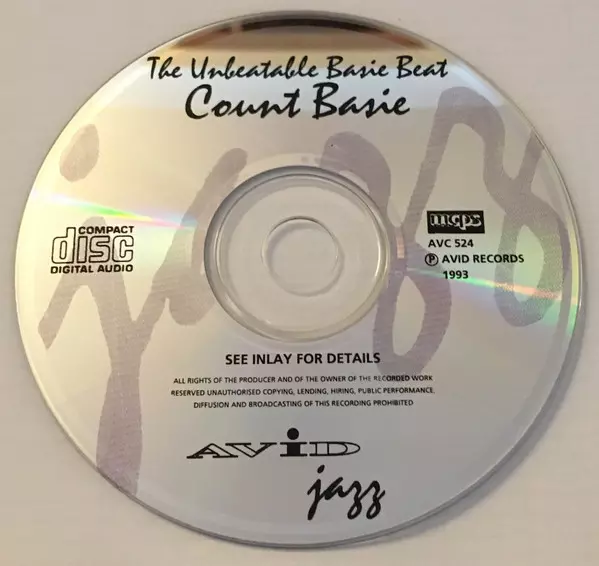 The Unbeatable Basie Beat
Count Basie
jazz
mcps
AVC 524
Ⓟ AVID RECORDS
1993
COMPACT
disc
DIGITAL AUDIO
SEE INLAY FOR DETAILS
ALL RIGHTS OF THE PRODUCER AND OF THE OWNER OF THE RECORDED WORK
RESERVED UNAUTHORISED COPYING, LENDING, HIRING, PUBLIC PERFORMANCE,
DIFFUSION AND BROADCASTING OF THIS RECORDING PROHIBITED
AViD
jazz